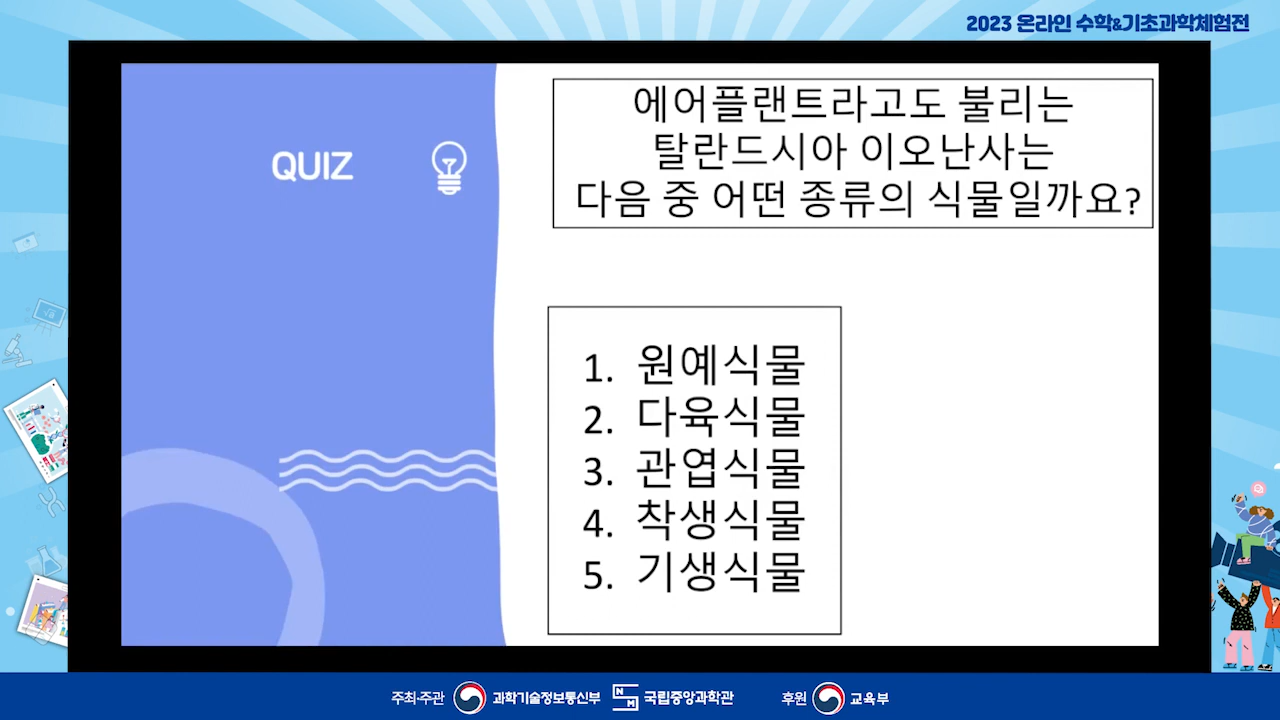 2023 온라인 수학&기초과학체험전
QUIZ
에어플랜트라고도 불리는
탈란드시아 이오난사는
다음 중 어떤 종류의 식물일까요?
1. 원예식물
2. 다육식물
3. 관엽식물
4. 착생식물
5. 기생식물
주최·주관 과학기술정보통신부 국립중앙과학관 후원 교육부